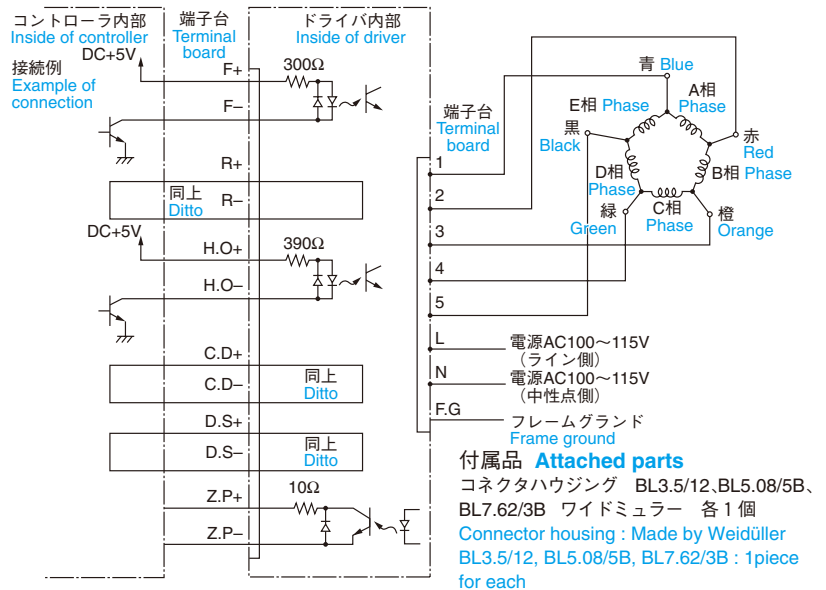 コントローラ内部
Inside of controller
端子台
Terminal
board
ドライバ内部
Inside of driver
接続例
Example of
connection
DC+5V
F+
300Ω
F–
R+
同上
Ditto
R–
DC+5V
H.O+
390Ω
H.O–
C.D+
C.D–
同上
Ditto
D.S+
D.S–
同上
Ditto
Z.P+
10Ω
Z.P–
端子台
Terminal
board
1
2
3
4
5
L
N
F.G
青 Blue
A相
Phase
E相 Phase
黒
Black
赤
Red
B相 Phase
D相
Phase
C相
Phase
緑
Green
橙
Orange
電源AC100～115V
（ライン側）
電源AC100～115V
（中性点側）
フレームグランド
Frame ground
付属品 Attached parts
コネクタハウジング BL3.5/12、BL5.08/5B、
BL7.62/3B ワイドミュラー 各1個
Connector housing : Made by Weidüller
BL3.5/12, BL5.08/5B, BL7.62/3B : 1piece
for each